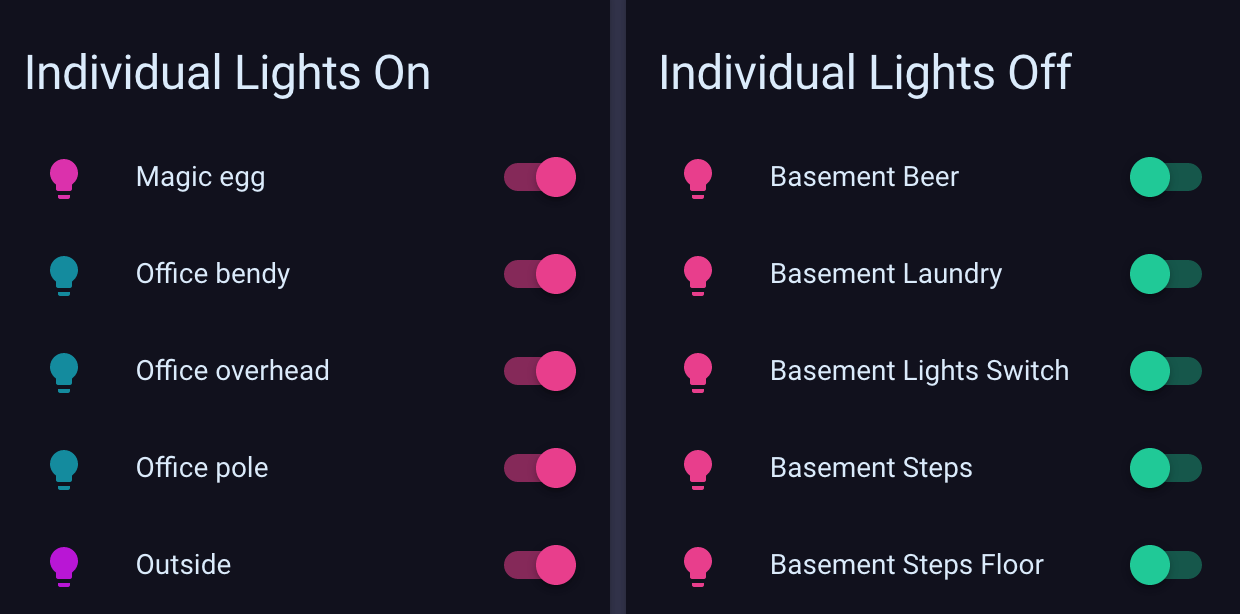 Individual Lights On
Magic egg
Office bendy
Office overhead
Office pole
Outside
Individual Lights Off
Basement Beer
Basement Laundry
Basement Lights Switch
Basement Steps
Basement Steps Floor